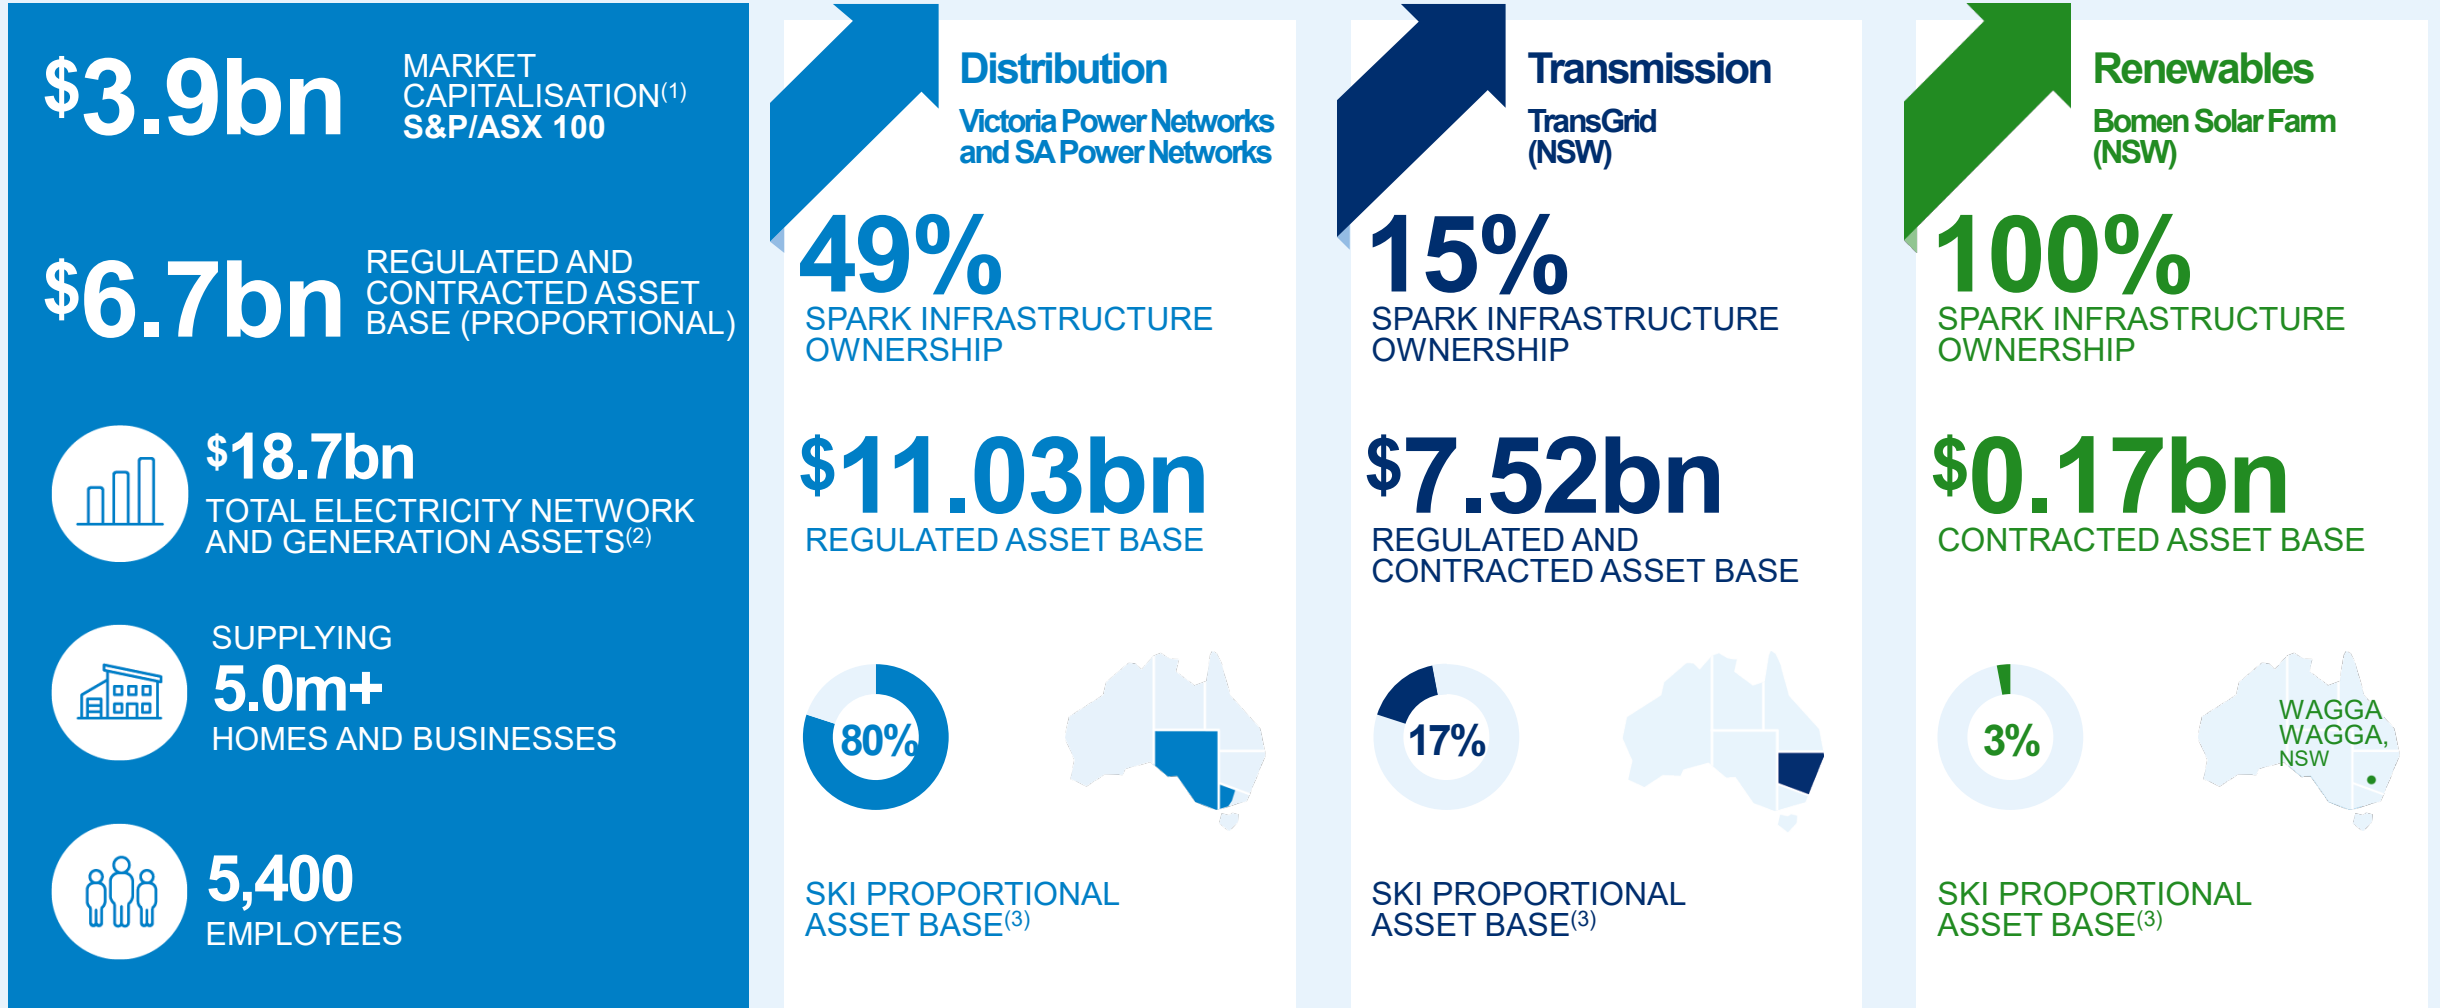 $3.9bn
MARKET
CAPITALISATION(1)
S&P/ASX 100
$6.7bn
REGULATED AND
CONTRACTED ASSET
BASE (PROPORTIONAL)
$18.7bn
TOTAL ELECTRICITY NETWORK
AND GENERATION ASSETS(2)
SUPPLYING
5.0m+
HOMES AND BUSINESSES
5,400
EMPLOYEES
Distribution
Victoria Power Networks
and SA Power Networks
49%
SPARK INFRASTRUCTURE
OWNERSHIP
$11.03bn
REGULATED ASSET BASE
80%
SKI PROPORTIONAL
ASSET BASE(3)
Transmission
TransGrid
(NSW)
15%
SPARK INFRASTRUCTURE
OWNERSHIP
$7.52bn
REGULATED AND
CONTRACTED ASSET BASE
17%
SKI PROPORTIONAL
ASSET BASE(3)
Renewables
Bomen Solar Farm
(NSW)
100%
SPARK INFRASTRUCTURE
OWNERSHIP
$0.17bn
CONTRACTED ASSET BASE
3%
WAGGA
WAGGA,
NSW
SKI PROPORTIONAL
ASSET BASE(3)